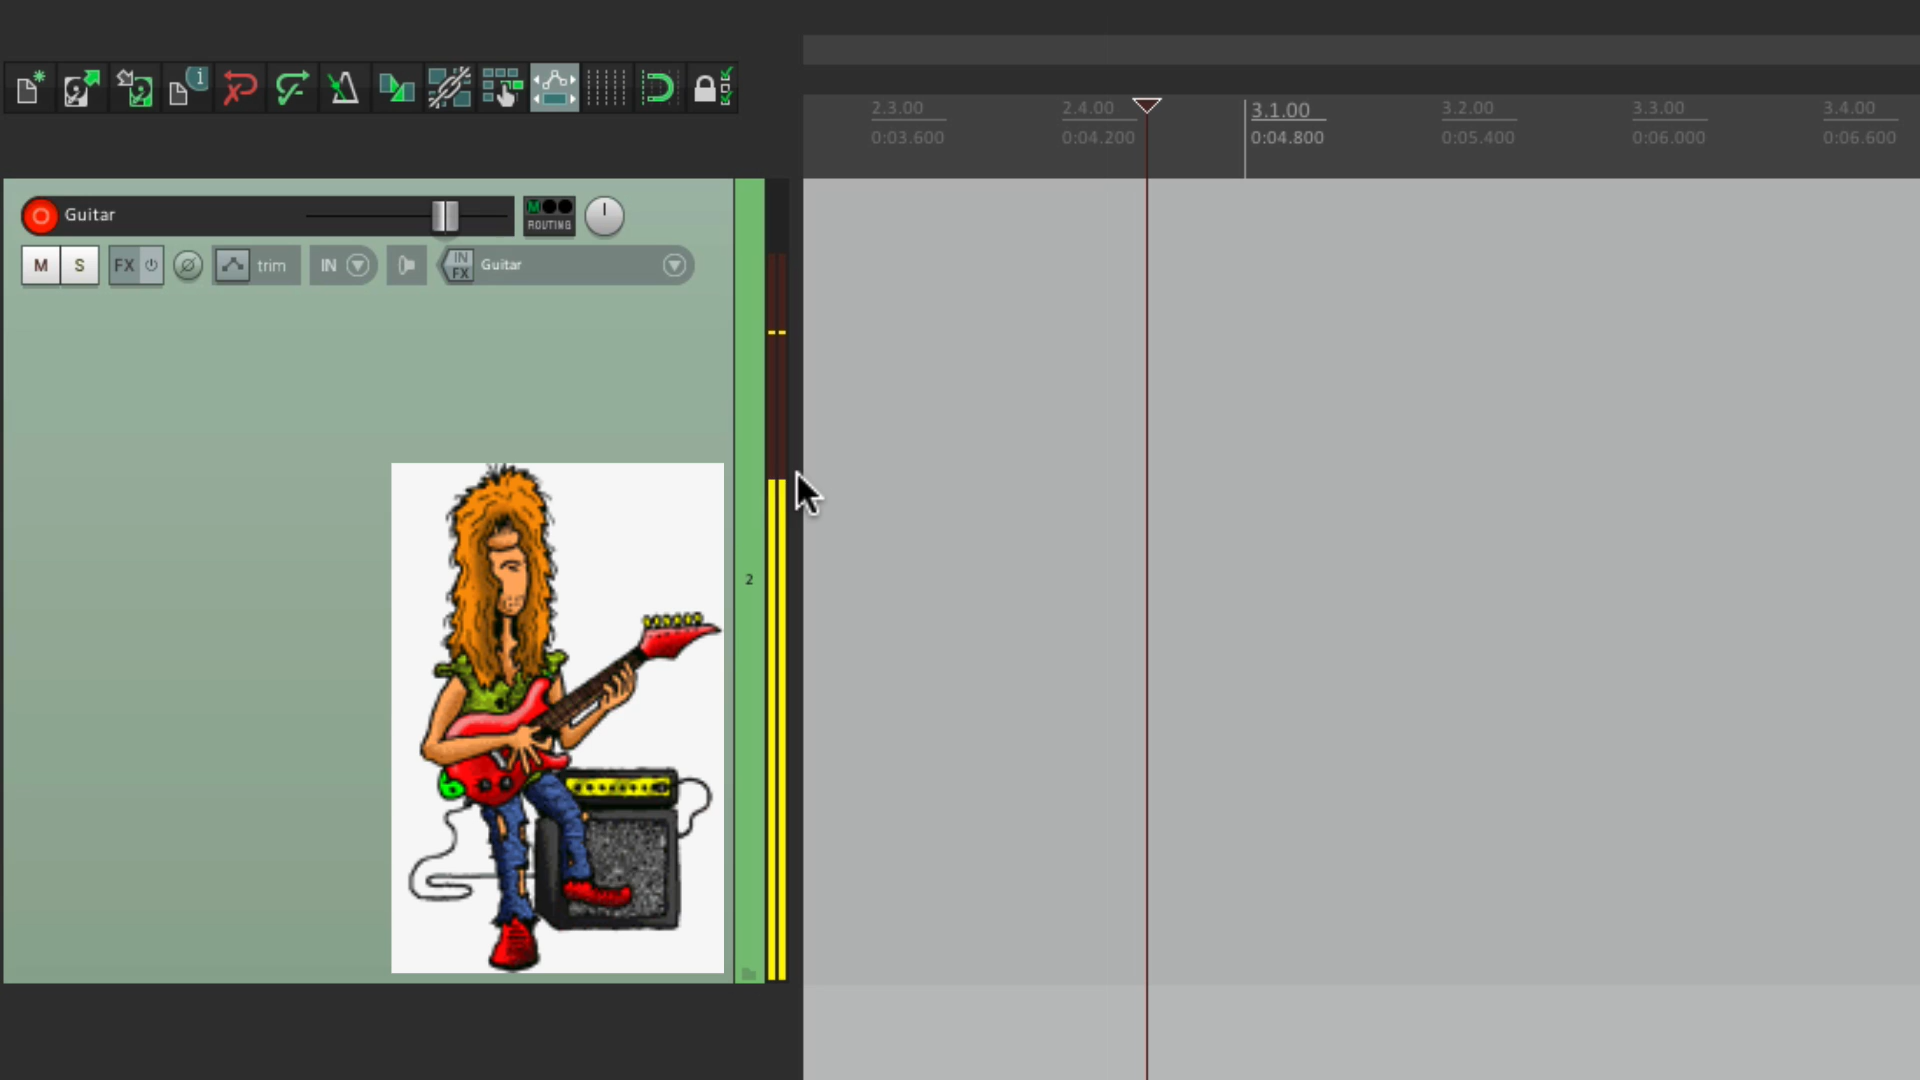 2.3.00 2.4.00 3.1.00 3.2.00 3.3.00 3.4.00
0:03.600 0:04.200 0:04.800 0:05.400 0:06.000 0:06.600
Guitar M ROUTING
M S FX trim IN IN FX Guitar
2